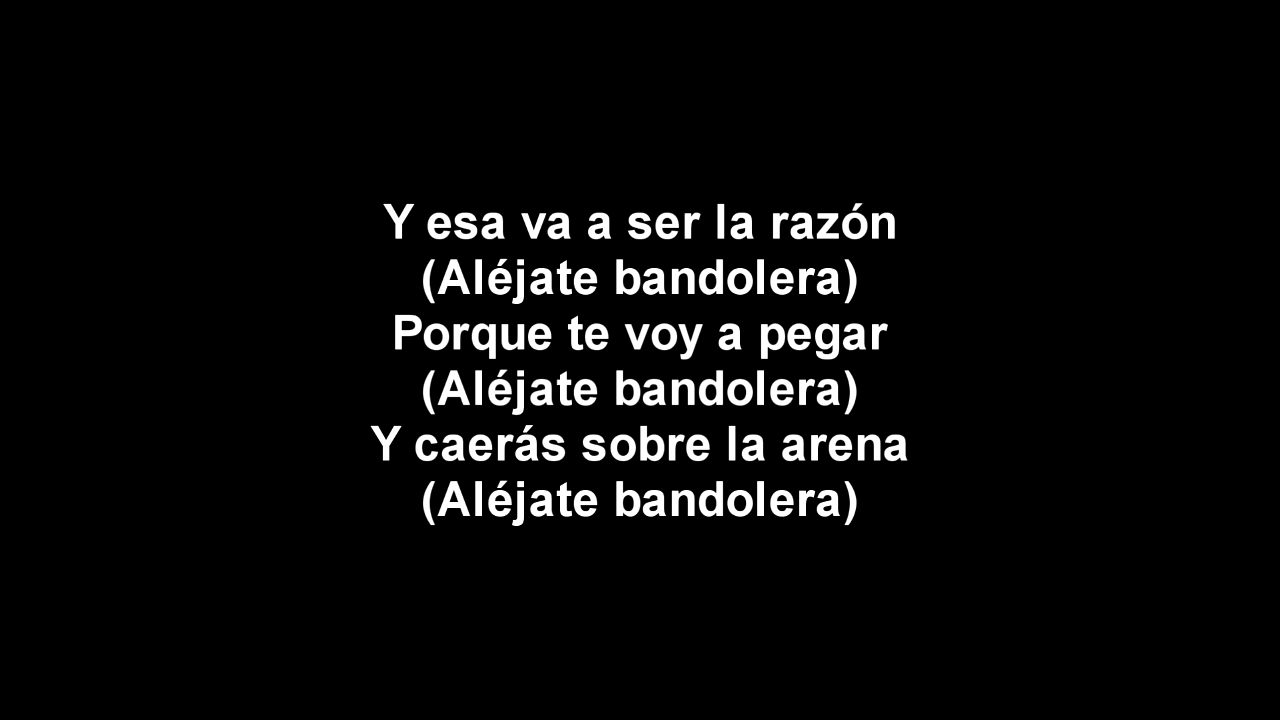 Y esa va a ser la razón
(Aléjate bandolera)
Porque te voy a pegar
(Aléjate bandolera)
Y caerás sobre la arena
(Aléjate bandolera)